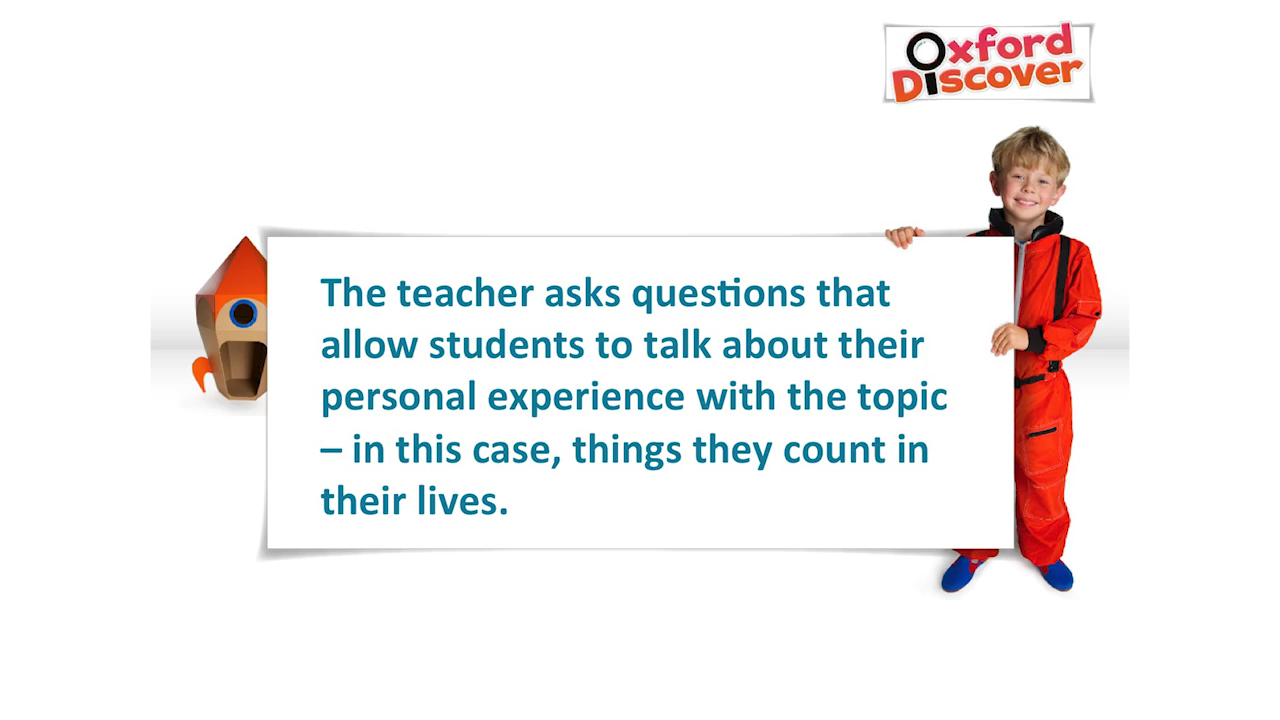 Oxford
Discover
The teacher asks questions that
allow students to talk about their
personal experience with the topic
– in this case, things they count in
their lives.